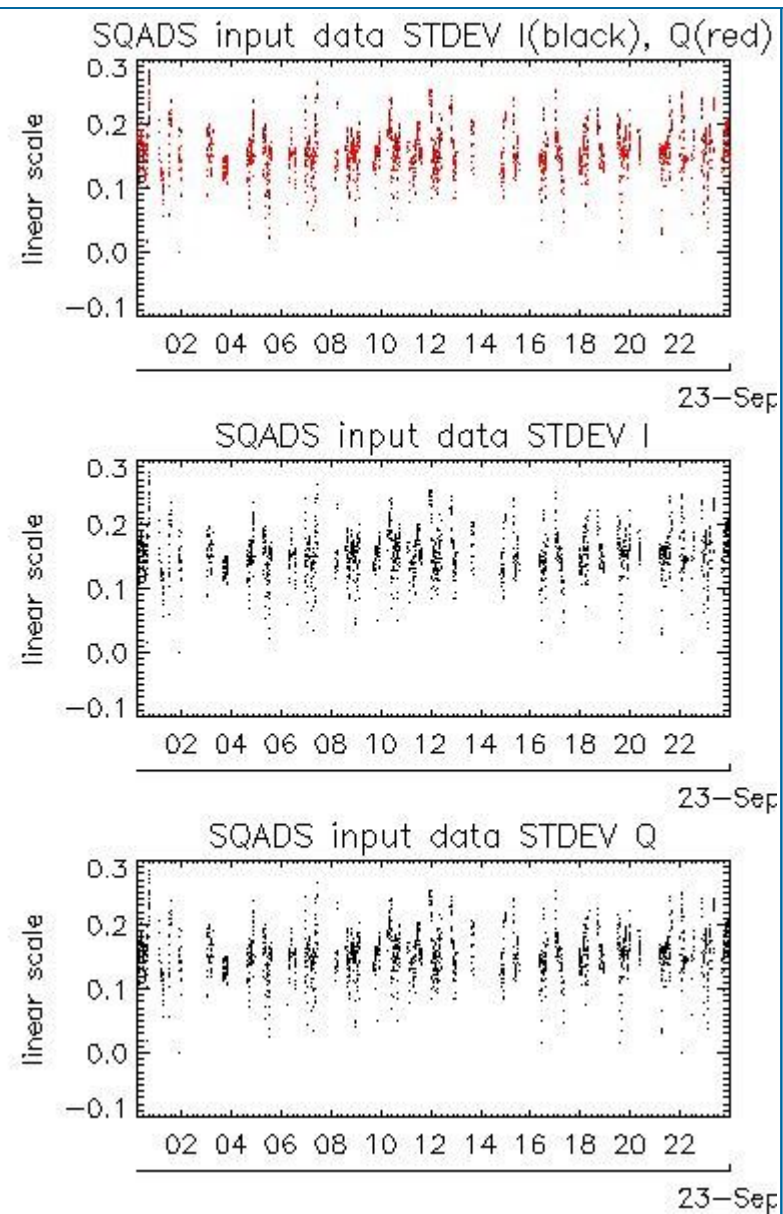 SQADS input data STDEV I(black), Q(red)
0.3
0.2
0.1
0.0
-0.1
linear scale
02 04 06 08 10 12 14 16 18 20 22
23-Sep
SQADS input data STDEV I
0.3
0.2
0.1
0.0
-0.1
linear scale
02 04 06 08 10 12 14 16 18 20 22
23-Sep
SQADS input data STDEV Q
0.3
0.2
0.1
0.0
-0.1
linear scale
02 04 06 08 10 12 14 16 18 20 22
23-Sep